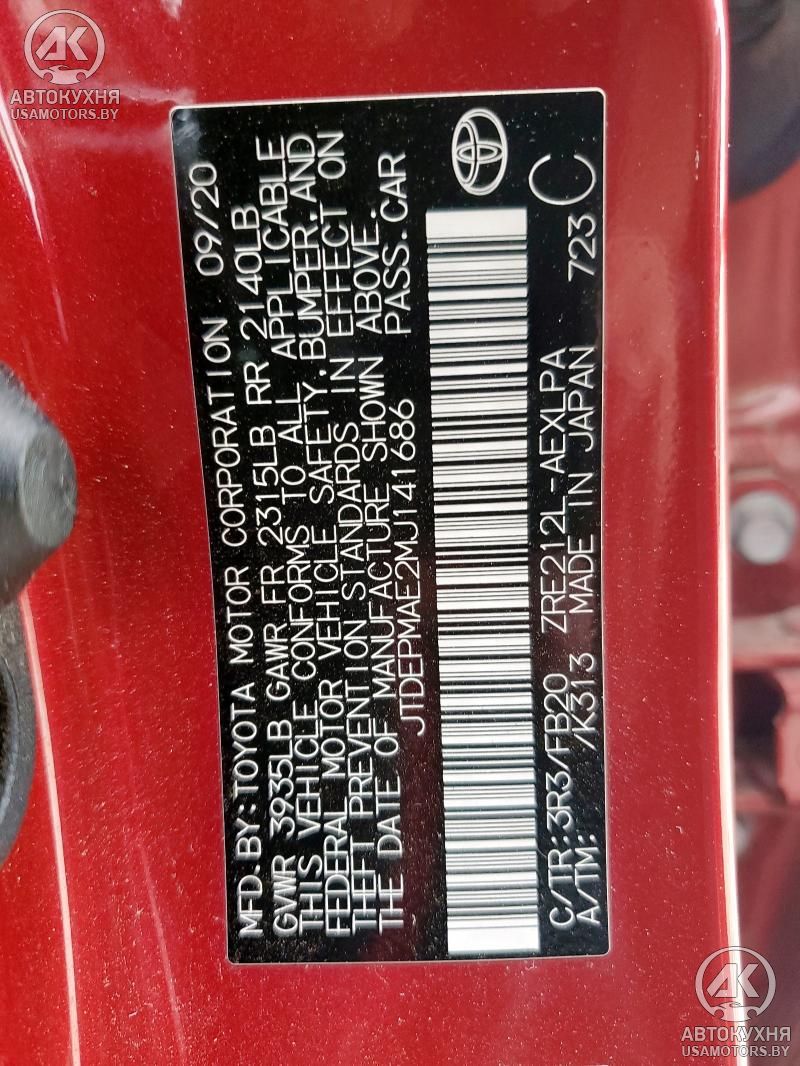 AK
АВТОКУХНЯ
USAMOTORS.BY
MFD.BY:TOYOTA MOTOR CORPORATION 09/20
GVWR 3935LB GAWR FR 2315LB RR 2140LB
THIS VEHICLE CONFORMS TO ALL APPLICABLE
FEDERAL MOTOR VEHICLE SAFETY,BUMPER,AND
THEFT PREVENTION STANDARDS IN EFFECT ON
THE DATE OF MANUFACTURE SHOWN ABOVE.
JTDEPMAE2MJ141686 PASS.CAR
C/TR:3R3/FB20 ZRE212L-AEXLPA
A/TM: /K313 MADE IN JAPAN 723
C
AK
АВТОКУХНЯ
USAMOTORS.BY